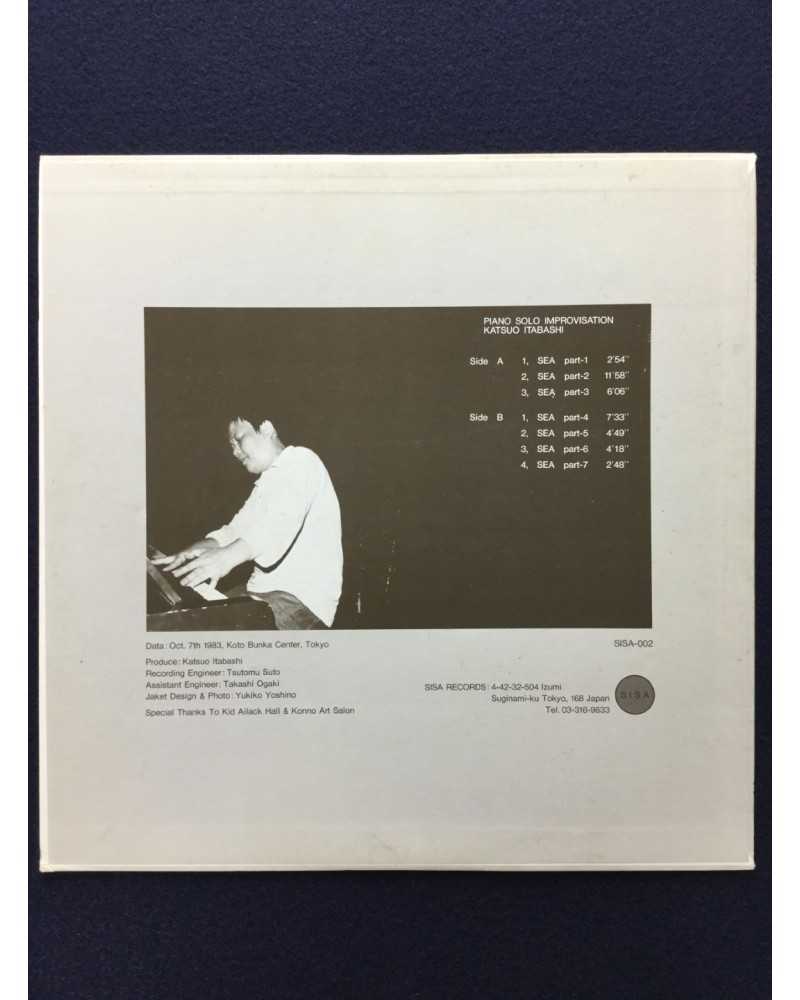 PIANO SOLO IMPROVISATION
KATSUO ITABASHI
Side A 1, SEA part-1 2'54''
2, SEA part-2 11'58''
3, SEA part-3 6'06''
Side B 1, SEA part-4 7'33''
2, SEA part-5 4'49''
3, SEA part-6 4'18''
4, SEA part-7 2'48''
Data : Oct. 7th 1983, Koto Bunka Center, Tokyo
SISA-002
Produce : Katsuo Itabashi
Recording Engineer : Tsutomu Suto
Assistant Engineer : Takashi Ogaki
Jaket Design & Photo : Yukiko Yoshino
Special Thanks To Kid Ailack Hall & Konno Art Salon
SISA RECORDS : 4-42-32-504 Izumi
Suginami-ku Tokyo, 168 Japan
Tel. 03-316-9633
SISA